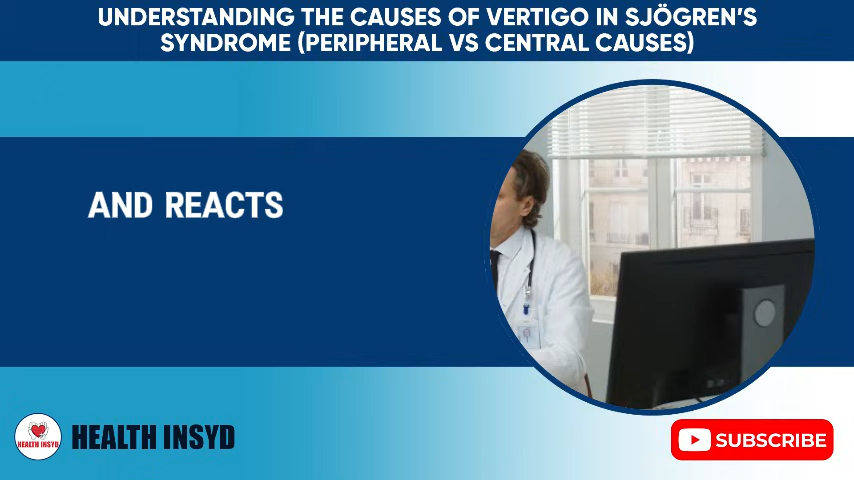 UNDERSTANDING THE CAUSES OF VERTIGO IN SJÖGREN'S
SYNDROME (PERIPHERAL VS CENTRAL CAUSES)
AND REACTS
HEALTH INSYD
HEALTH INSYD
SUBSCRIBE